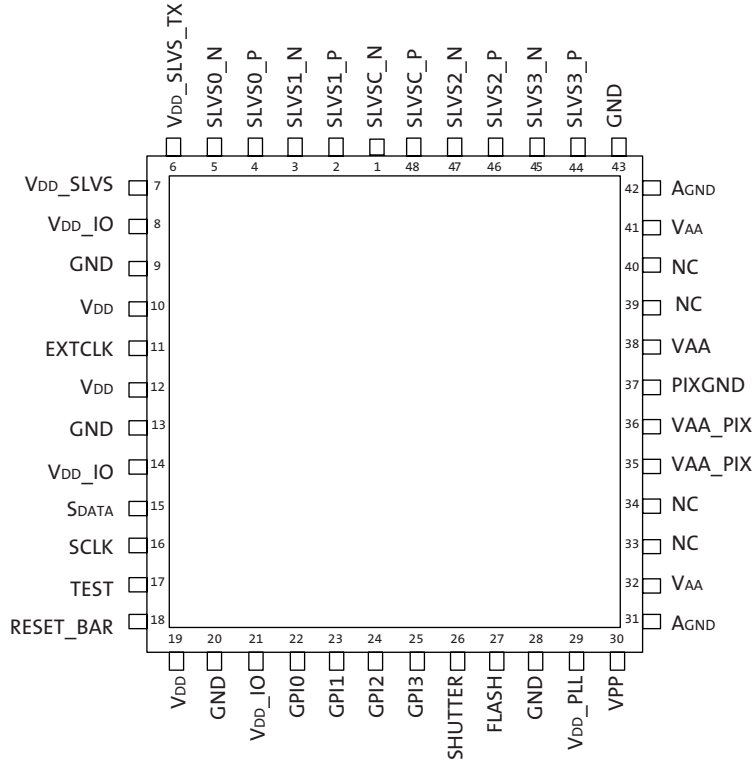 VDD_SLVS_TX
SLVS0_N
SLVS0_P
SLVS1_N
SLVS1_P
SLVSC_N
SLVSC_P
SLVS2_N
SLVS2_P
SLVS3_N
SLVS3_P
GND
6 5 4 3 2 1 48 47 46 45 44 43
VDD_SLVS 7
VDD_IO 8
GND 9
VDD 10
EXTCLK 11
VDD 12
GND 13
VDD_IO 14
SDATA 15
SCLK 16
TEST 17
RESET_BAR 18
42 AGND
41 VAA
40 NC
39 NC
38 VAA
37 PIXGND
36 VAA_PIX
35 VAA_PIX
34 NC
33 NC
32 VAA
31 AGND
19 20 21 22 23 24 25 26 27 28 29 30
VDD
GND
VDD_IO
GPI0
GPI1
GPI2
GPI3
SHUTTER
FLASH
GND
VDD_PLL
VPP